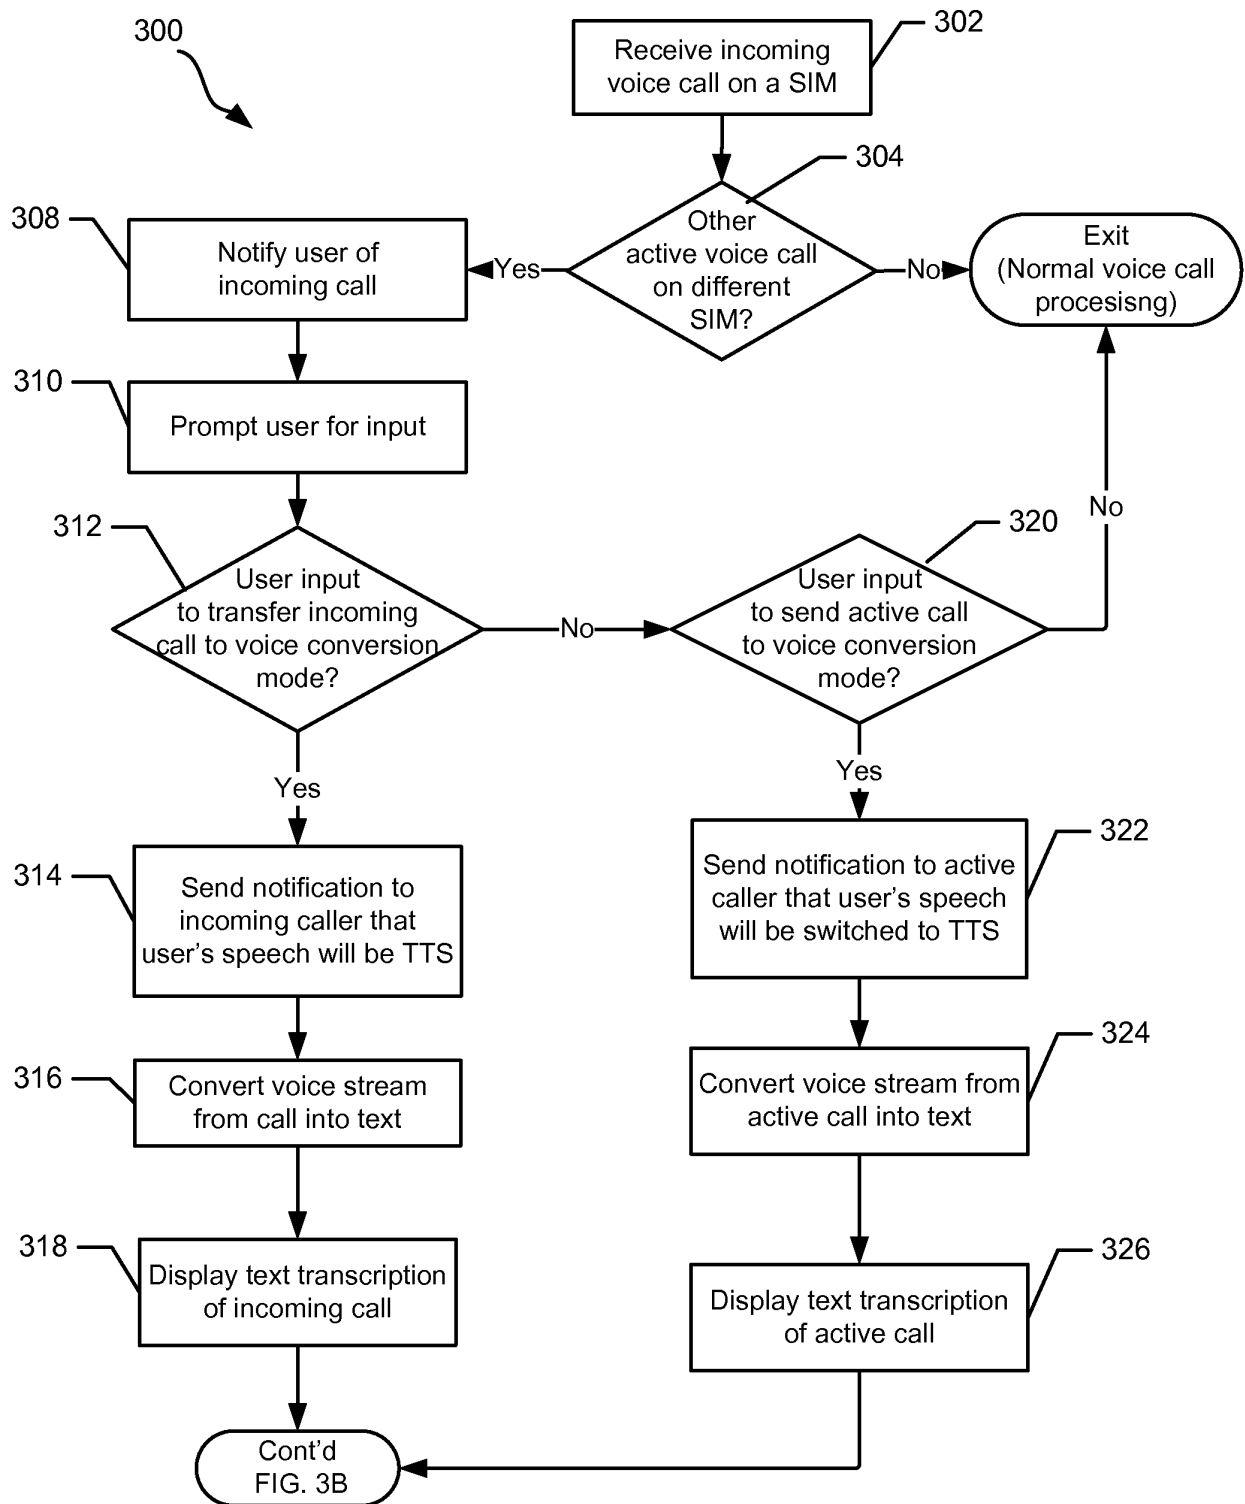 300
302
Receive incoming
voice call on a SIM
304
Other
active voice call
on different
SIM?
Yes
No
Exit
(Normal voice call
procesisng)
308
Notify user of
incoming call
310
Prompt user for input
312
User input
to transfer incoming
call to voice conversion
mode?
No
320
User input
to send active call
to voice conversion
mode?
No
Yes
Yes
314
Send notification to
incoming caller that
user's speech will be TTS
322
Send notification to active
caller that user's speech
will be switched to TTS
316
Convert voice stream
from call into text
324
Convert voice stream from
active call into text
318
Display text transcription
of incoming call
326
Display text transcription
of active call
Cont'd
FIG. 3B